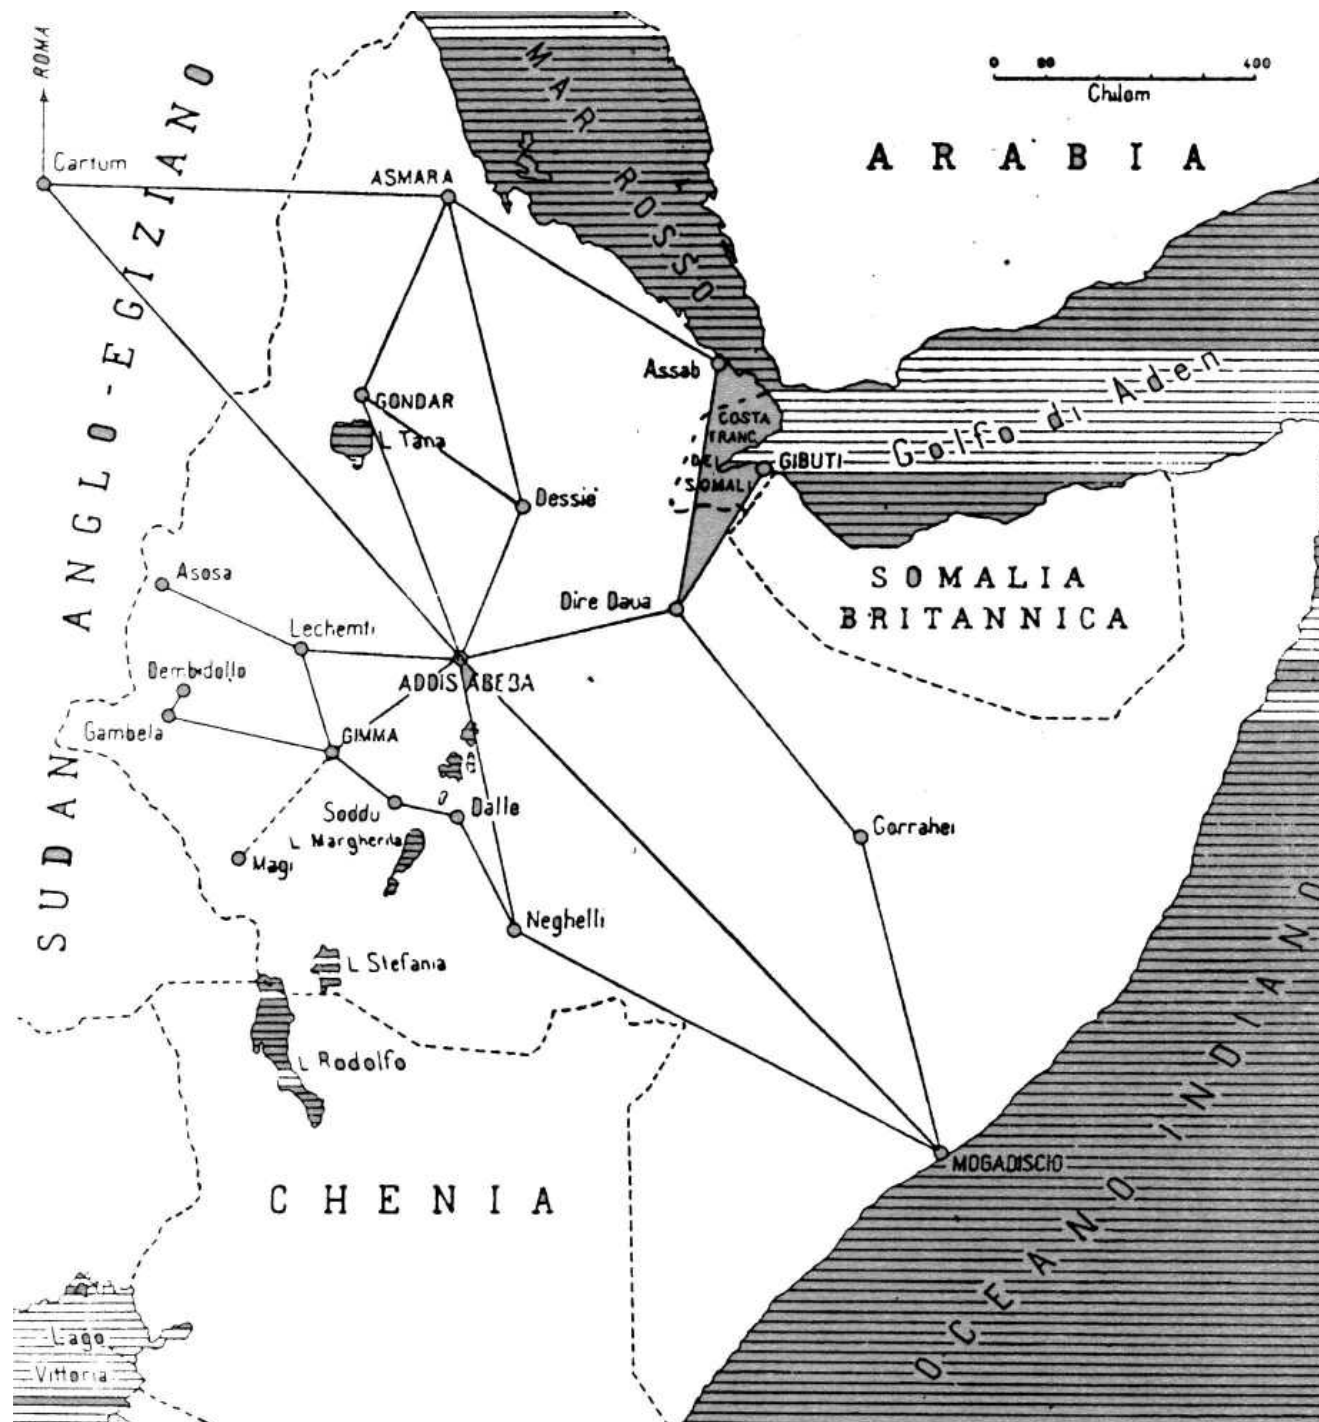 ROMA
MAR ROSSO
0 80 400
Chilom
ARABIA
Cartum
ASMARA
SUDAN ANGLO-EGIZIANO
Assab
GONDAR
L Tana
COSTA
FRANC.
DEI
SOMALI
GIBUTI
Golfo di Aden
Dessie
Asosa
Dire Daua
SOMALIA
BRITANNICA
Lechemti
Dembidollo
ADDIS ABEBA
Gambela
GIMMA
Soddu
Dalle
Gorrahei
L Margherita
Magi
Neghelli
L Stefania
L Rodolfo
OCEANO INDIANO
MOGADISCIO
CHENIA
Lago
Vittoria